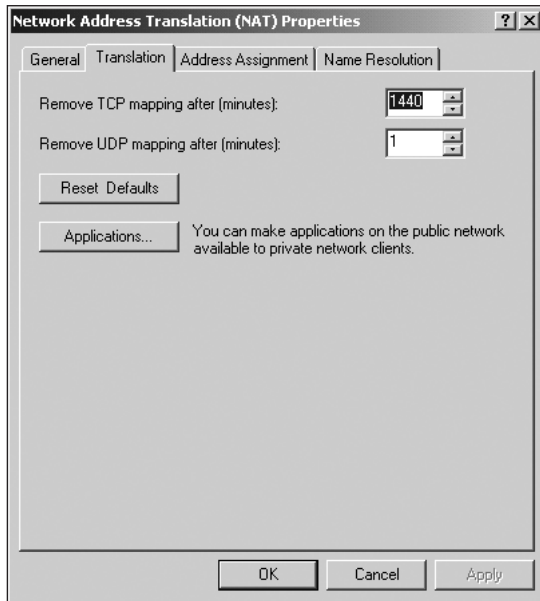 Network Address Translation (NAT) Properties
General
Translation
Address Assignment
Name Resolution
Remove TCP mapping after (minutes):
1440
Remove UDP mapping after (minutes):
1
Reset Defaults
Applications...
You can make applications on the public network
available to private network clients.
OK
Cancel
Apply